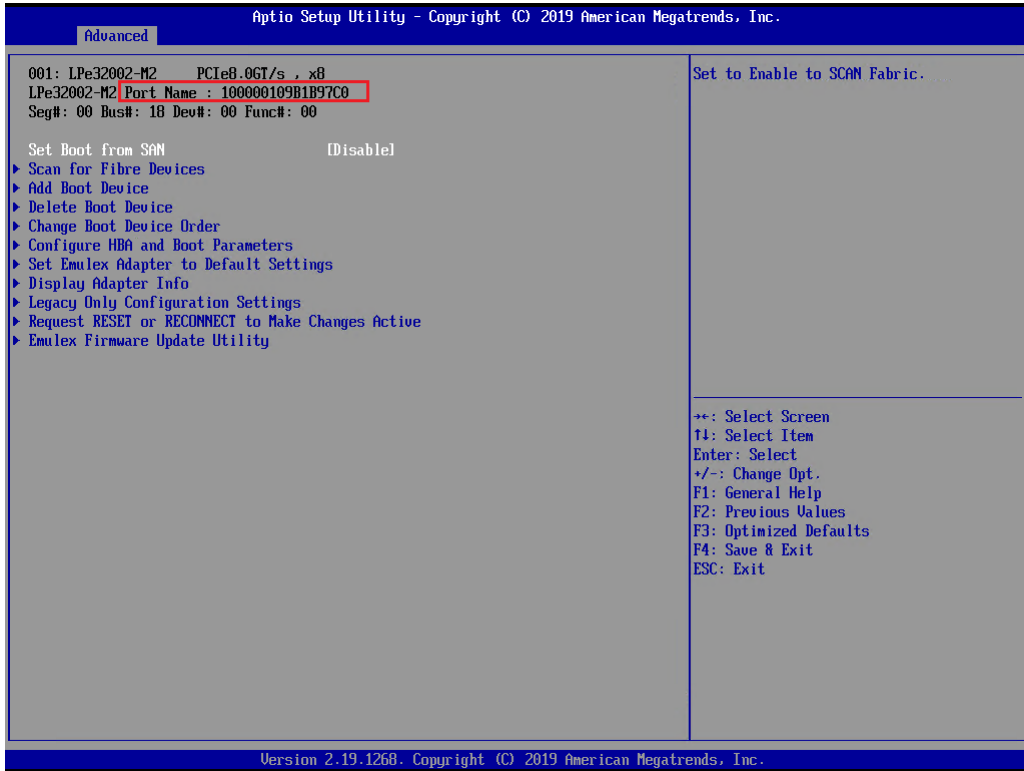 Aptio Setup Utility - Copyright (C) 2019 American Megatrends, Inc.
Advanced
001: LPe32002-M2 PCIe8.0GT/s , x8
LPe32002-M2 Port Name : 100000109B1B97C0
Seg#: 00 Bus#: 18 Dev#: 00 Func#: 00
Set Boot from SAN [Disable]
Scan for Fibre Devices
Add Boot Device
Delete Boot Device
Change Boot Device Order
Configure HBA and Boot Parameters
Set Emulex Adapter to Default Settings
Display Adapter Info
Legacy Only Configuration Settings
Request RESET or RECONNECT to Make Changes Active
Emulex Firmware Update Utility
Set to Enable to SCAN Fabric.
→←: Select Screen
↑↓: Select Item
Enter: Select
+/-: Change Opt.
F1: General Help
F2: Previous Values
F3: Optimized Defaults
F4: Save & Exit
ESC: Exit
Version 2.19.1268. Copyright (C) 2019 American Megatrends, Inc.